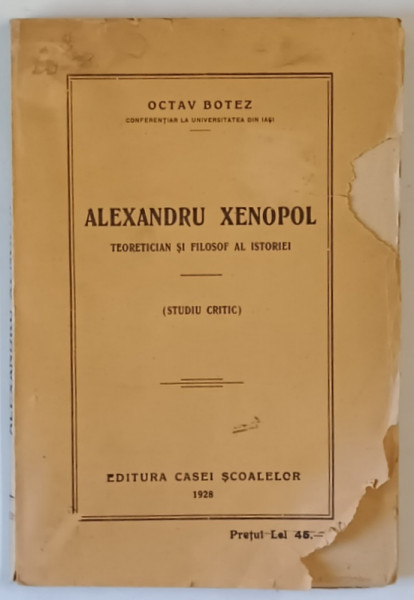 OCTAV BOTEZ
CONFERENȚIAR LA UNIVERSITATEA DIN IAȘI
ALEXANDRU XENOPOL
TEORETICIAN ȘI FILOSOF AL ISTORIEI
(STUDIU CRITIC)
EDITURA CASEI ȘCOALELOR
1928
Prețul Lei 45.—